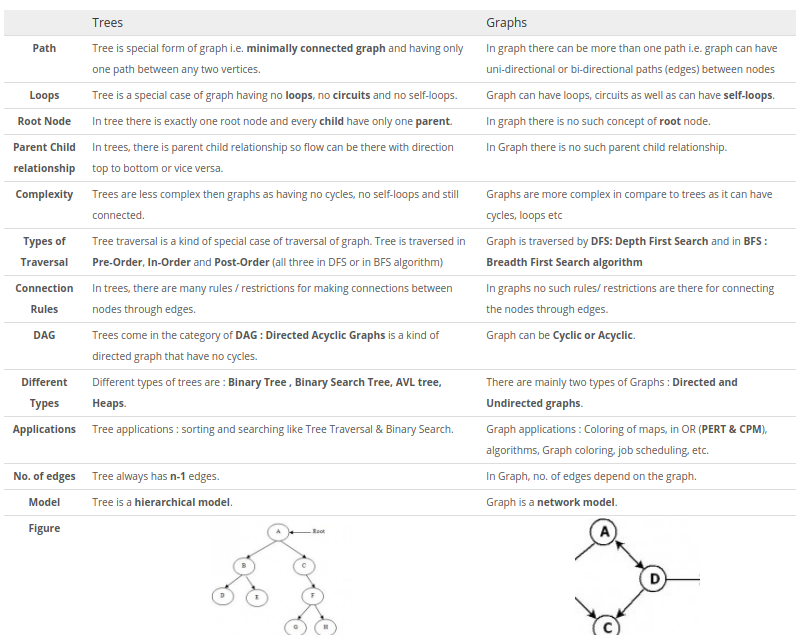 Trees Graphs
Path Tree is special form of graph i.e. minimally connected graph and having only In graph there can be more than one path i.e. graph can have
one path between any two vertices. uni-directional or bi-directional paths (edges) between nodes
Loops Tree is a special case of graph having no loops, no circuits and no self-loops. Graph can have loops, circuits as well as can have self-loops.
Root Node In tree there is exactly one root node and every child have only one parent. In graph there is no such concept of root node.
Parent Child In trees, there is parent child relationship so flow can be there with direction In Graph there is no such parent child relationship.
relationship top to bottom or vice versa.
Complexity Trees are less complex then graphs as having no cycles, no self-loops and still Graphs are more complex in compare to trees as it can have
connected. cycles, loops etc
Types of Tree traversal is a kind of special case of traversal of graph. Tree is traversed in Graph is traversed by DFS: Depth First Search and in BFS :
Traversal Pre-Order, In-Order and Post-Order (all three in DFS or in BFS algorithm) Breadth First Search algorithm
Connection In trees, there are many rules / restrictions for making connections between In graphs no such rules/ restrictions are there for connecting
Rules nodes through edges. the nodes through edges.
DAG Trees come in the category of DAG : Directed Acyclic Graphs is a kind of Graph can be Cyclic or Acyclic.
directed graph that have no cycles.
Different Different types of trees are : Binary Tree , Binary Search Tree, AVL tree, There are mainly two types of Graphs : Directed and
Types Heaps. Undirected graphs.
Applications Tree applications : sorting and searching like Tree Traversal & Binary Search. Graph applications : Coloring of maps, in OR (PERT & CPM),
algorithms, Graph coloring, job scheduling, etc.
No. of edges Tree always has n-1 edges. In Graph, no. of edges depend on the graph.
Model Tree is a hierarchical model. Graph is a network model.
Figure
A Root A
B C D
D E F
G H C